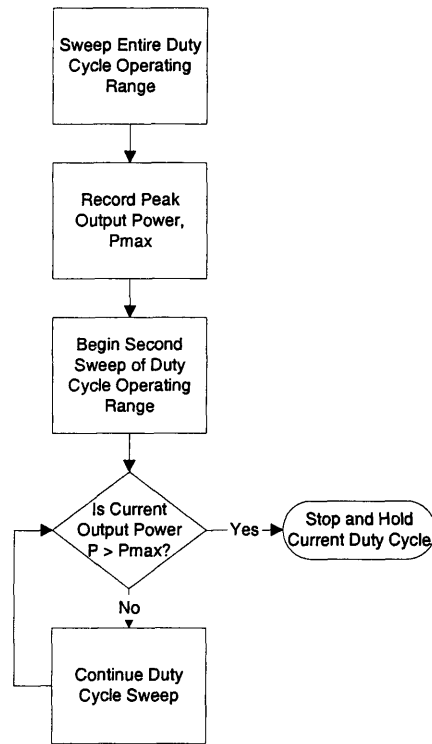 Sweep Entire Duty
Cycle Operating
Range
Record Peak
Output Power,
Pmax
Begin Second
Sweep of Duty
Cycle Operating
Range
Is Current
Output Power
P > Pmax?
Yes
Stop and Hold
Current Duty Cycle
No
Continue Duty
Cycle Sweep